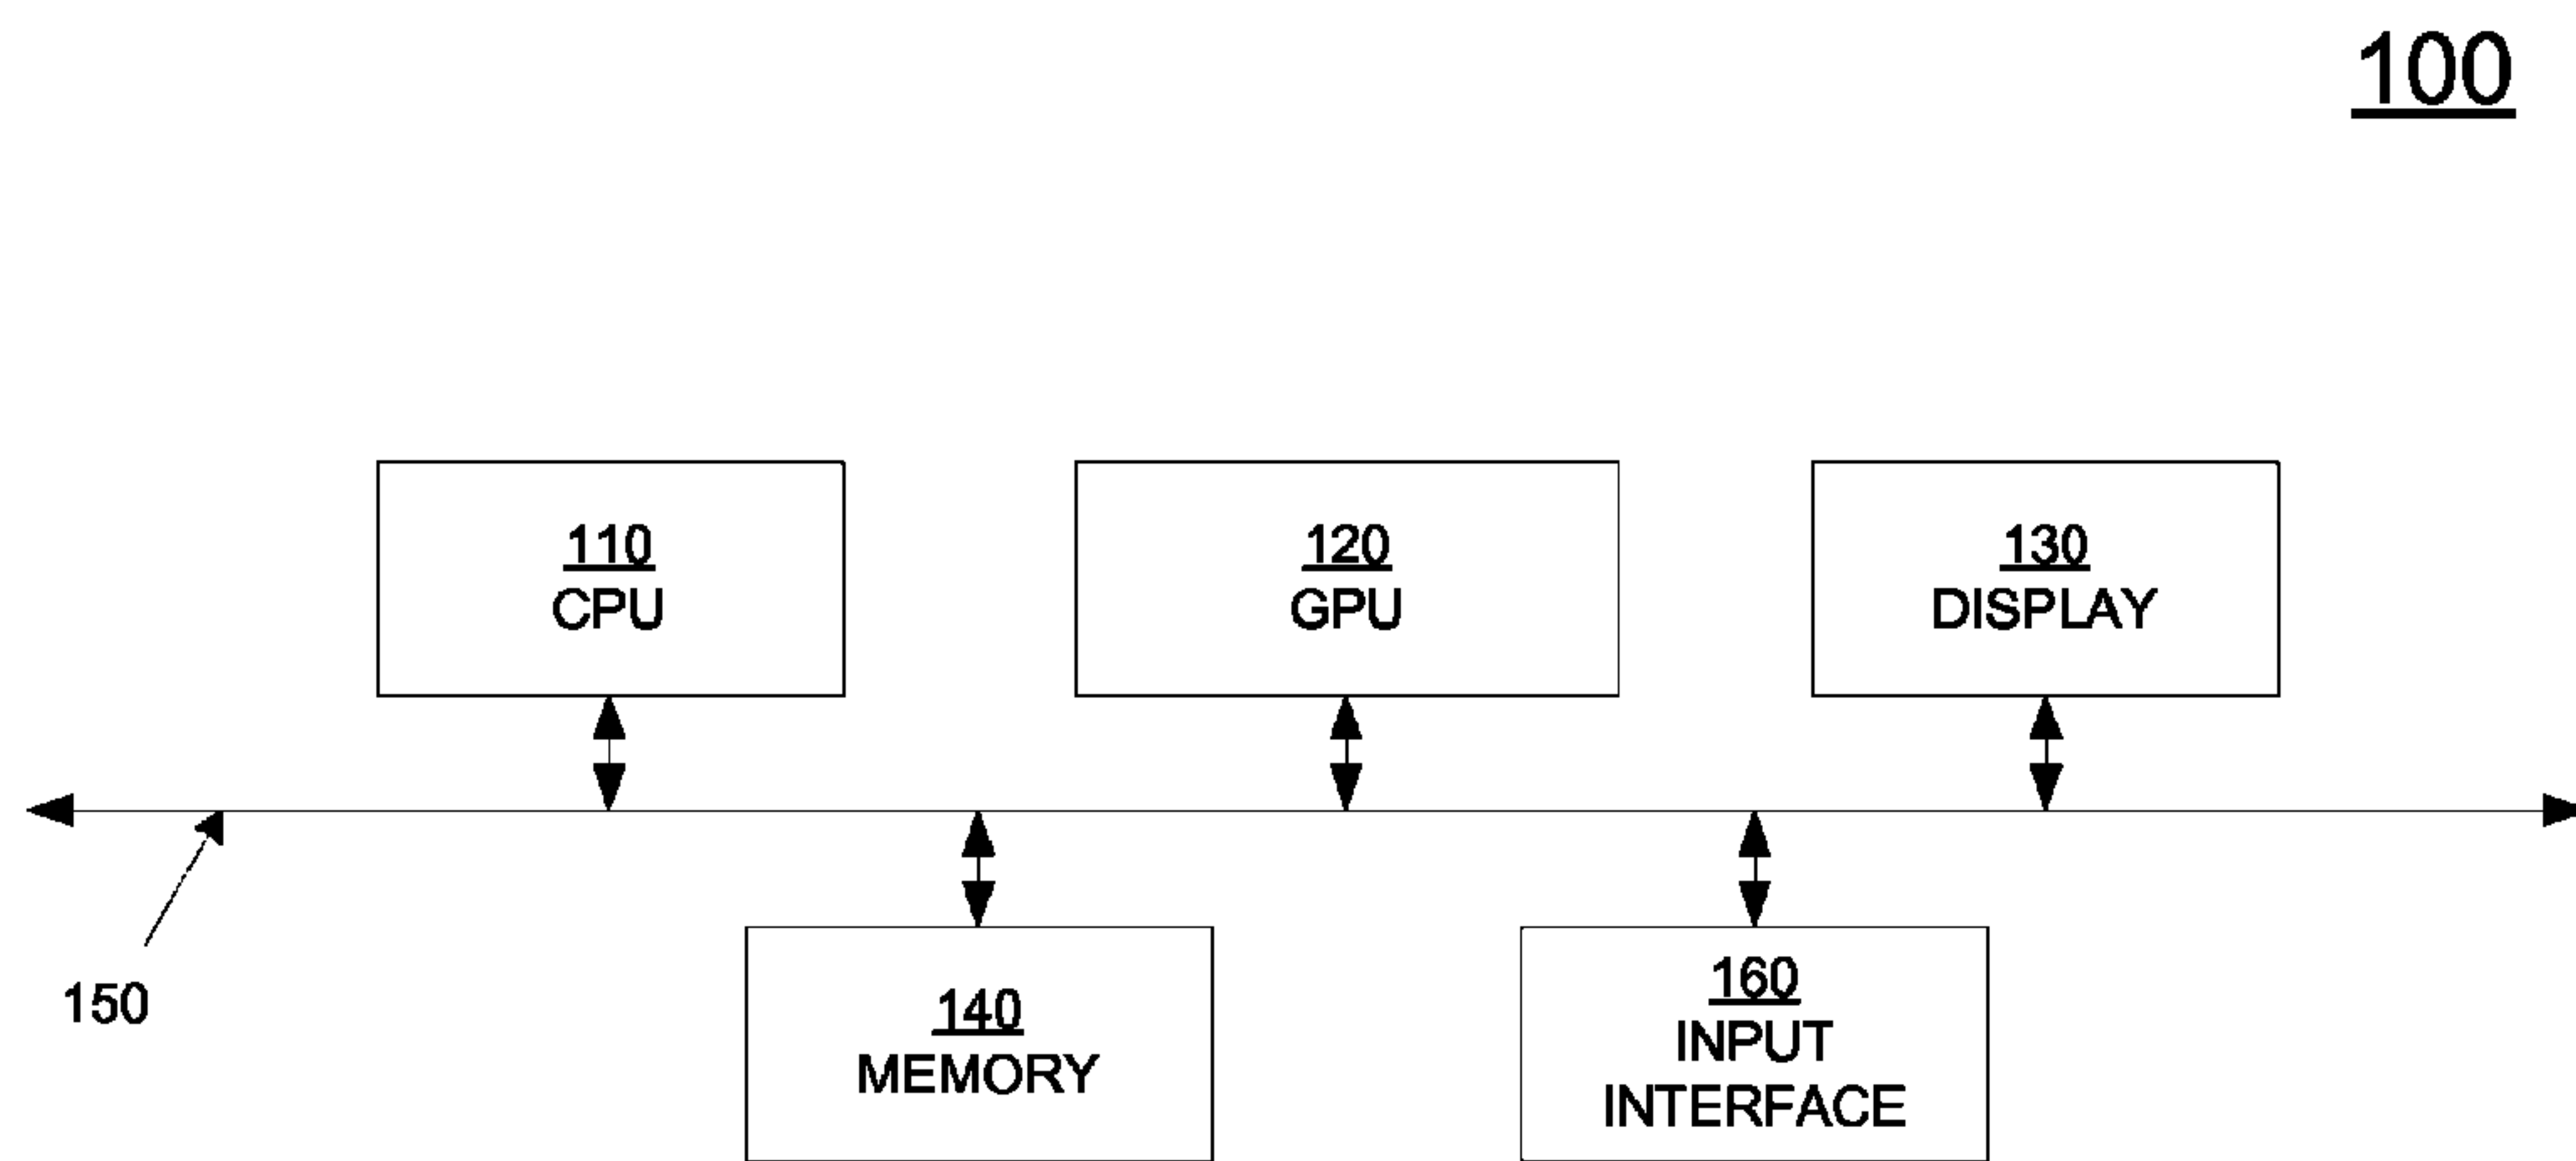 100
110
CPU
120
GPU
130
DISPLAY
150
140
MEMORY
160
INPUT
INTERFACE